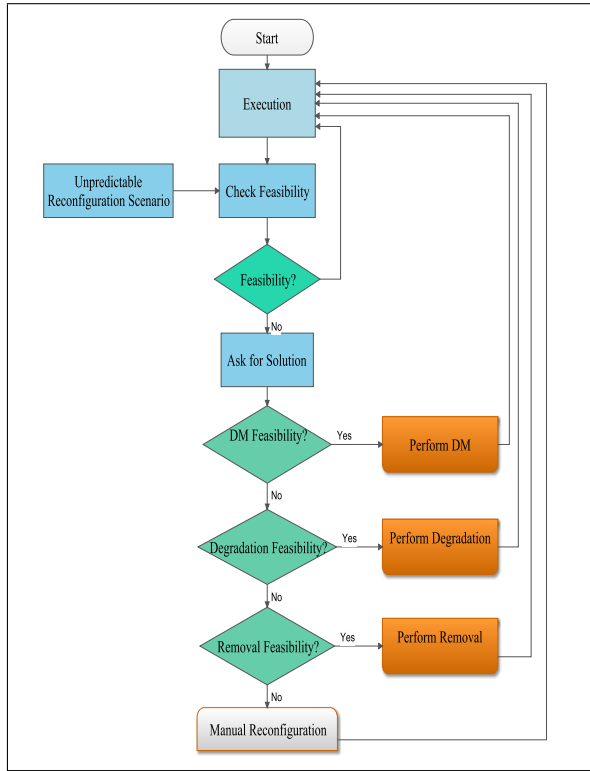 Start
Execution
Unpredictable
Reconfiguration Scenario
Check Feasibility
Feasibility?
No
Ask for Solution
DM Feasibility?
Yes
Perform DM
No
Degradation Feasibility?
Yes
Perform Degradation
No
Removal Feasibility?
Yes
Perform Removal
No
Manual Reconfiguration